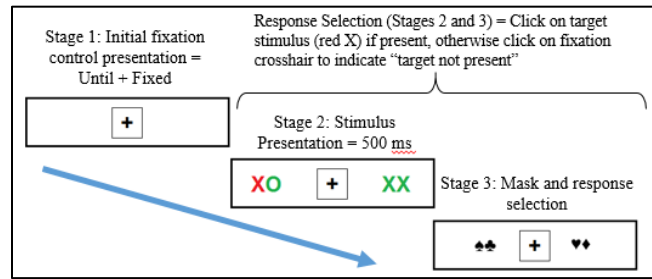 Stage 1: Initial fixation
control presentation =
Until + Fixed
+
Response Selection (Stages 2 and 3) = Click on target
stimulus (red X) if present, otherwise click on fixation
crosshair to indicate “target not present”
Stage 2: Stimulus
Presentation = 500 ms
XO + XX
Stage 3: Mask and response
selection
♠♣ + ♥♦